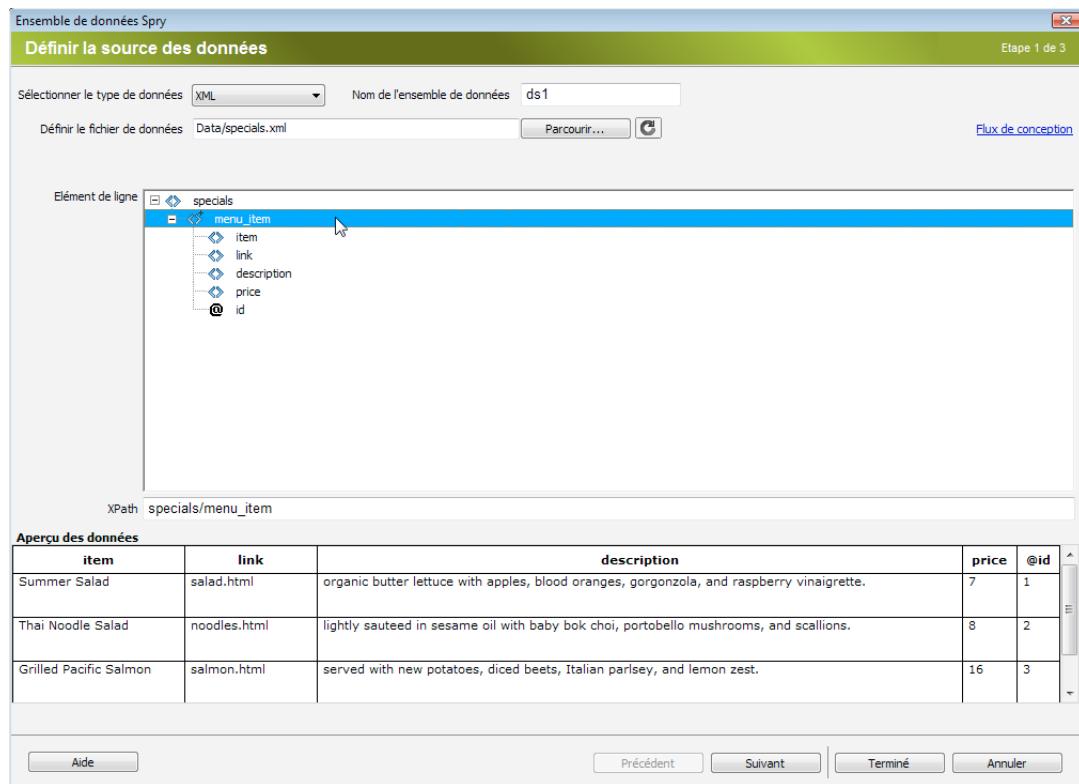 Ensemble de données Spry
Définir la source des données Etape 1 de 3
Sélectionner le type de données XML Nom de l'ensemble de données ds1
Définir le fichier de données Data/specials.xml Parcourir... Flux de conception
Elément de ligne specials
menu_item
item
link
description
price
@ id
XPath specials/menu_item
Aperçu des données
item link description price @id
Summer Salad salad.html organic butter lettuce with apples, blood oranges, gorgonzola, and raspberry vinaigrette. 7 1
Thai Noodle Salad noodles.html lightly sauteed in sesame oil with baby bok choi, portobello mushrooms, and scallions. 8 2
Grilled Pacific Salmon salmon.html served with new potatoes, diced beets, Italian parlsey, and lemon zest. 16 3
Aide Précédent Suivant Terminé Annuler